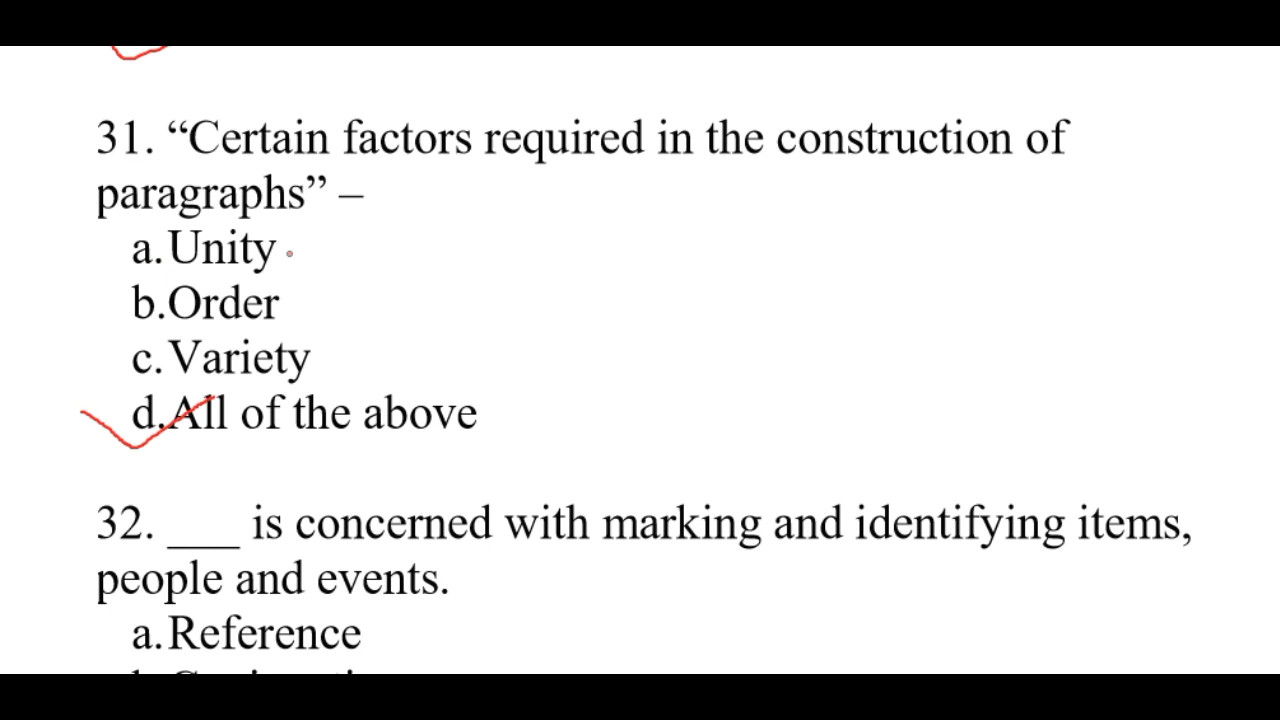 31. “Certain factors required in the construction of
paragraphs” –
a. Unity
b. Order
c. Variety
d. All of the above
32. ___ is concerned with marking and identifying items,
people and events.
a. Reference